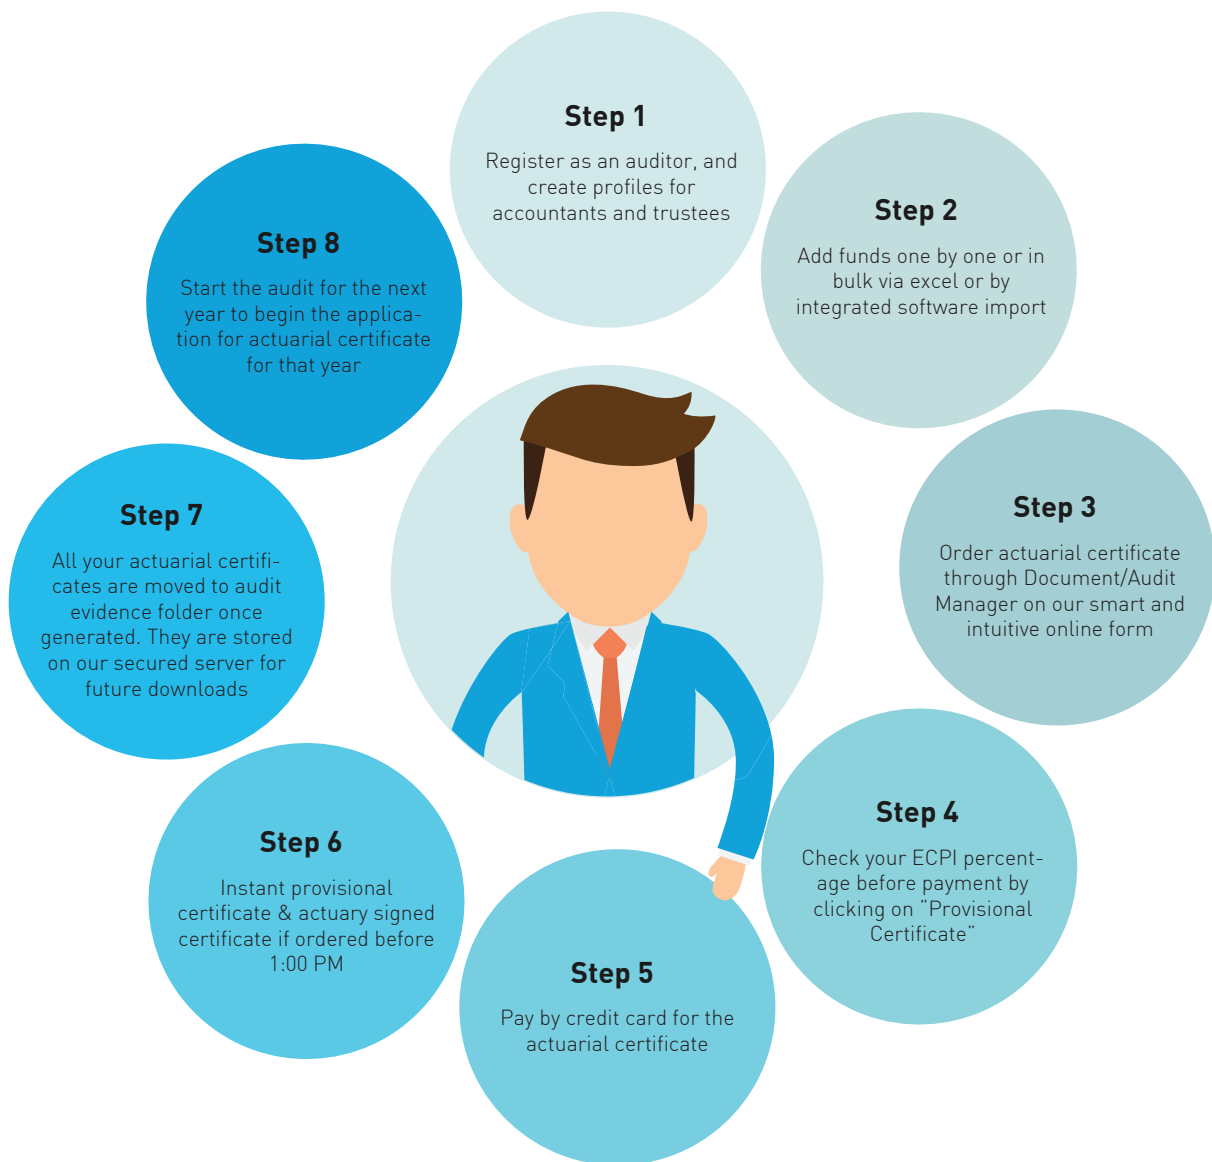 Step 1
Register as an auditor, and
create profiles for
accountants and trustees
Step 2
Add funds one by one or in
bulk via excel or by
integrated software import
Step 3
Order actuarial certificate
through Document/Audit
Manager on our smart and
intuitive online form
Step 4
Check your ECPI percent-
age before payment by
clicking on “Provisional
Certificate”
Step 5
Pay by credit card for the
actuarial certificate
Step 6
Instant provisional
certificate & actuary signed
certificate if ordered before
1:00 PM
Step 7
All your actuarial certifi-
cates are moved to audit
evidence folder once
generated. They are stored
on our secured server for
future downloads
Step 8
Start the audit for the next
year to begin the applica-
tion for actuarial certificate
for that year